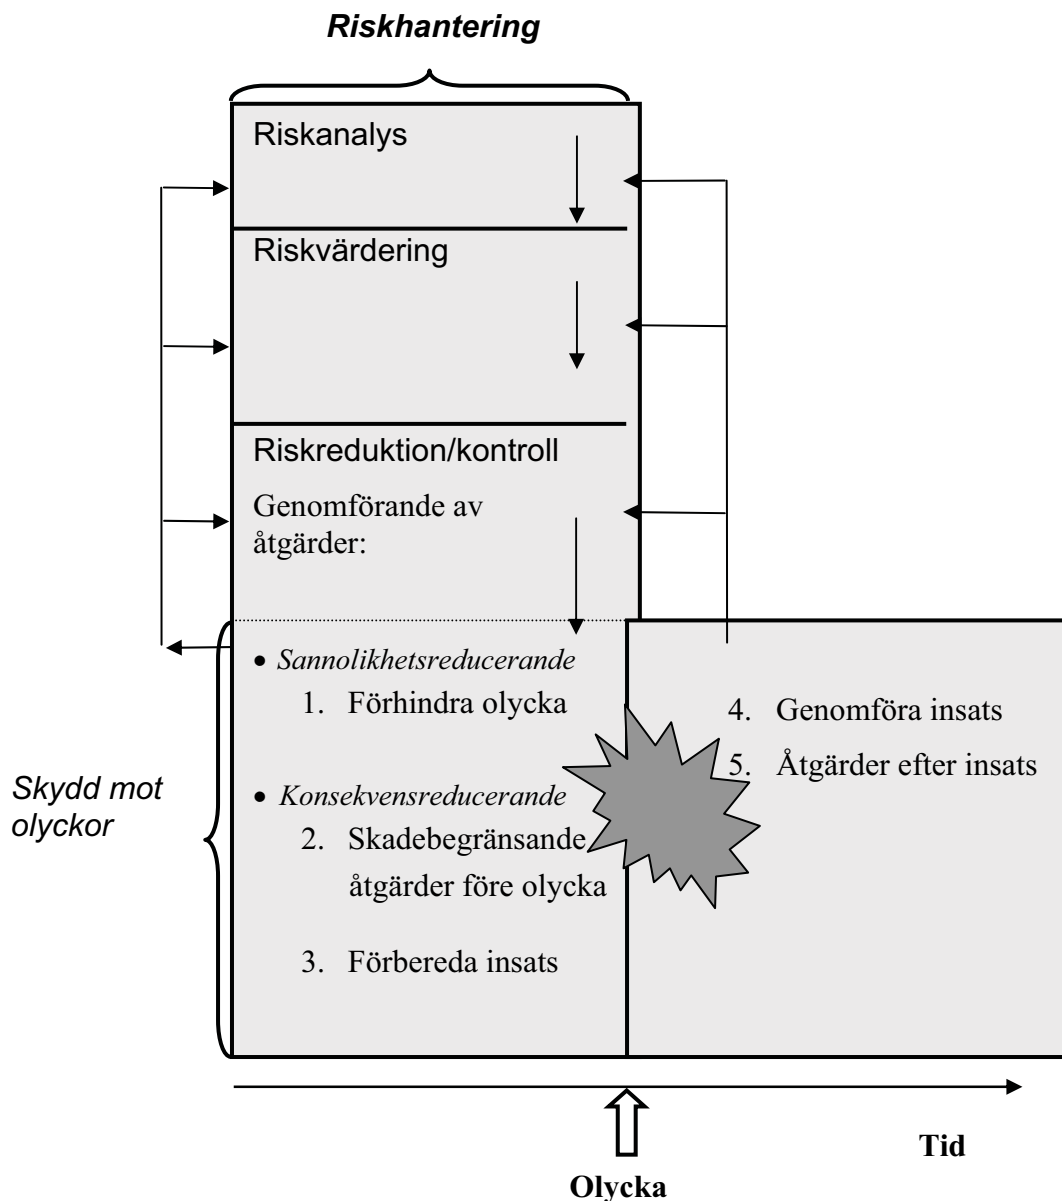 Riskhantering
Riskanalys
Riskvärdering
Riskreduktion/kontroll
Genomförande av
åtgärder:
• Sannolikhetsreducerande
1. Förhindra olycka
• Konsekvensreducerande
2. Skadebegränsande
åtgärder före olycka
3. Förbereda insats
4. Genomföra insats
5. Åtgärder efter insats
Skydd mot
olyckor
Tid
Olycka